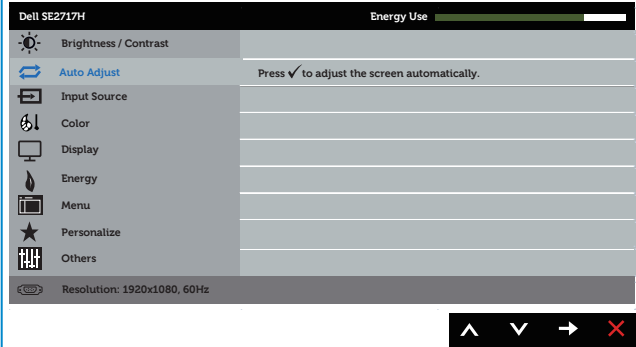 Dell SE2717H Energy Use
Brightness / Contrast
Auto Adjust Press ✓ to adjust the screen automatically.
Input Source
Color
Display
Energy
Menu
Personalize
Others
Resolution: 1920x1080, 60Hz